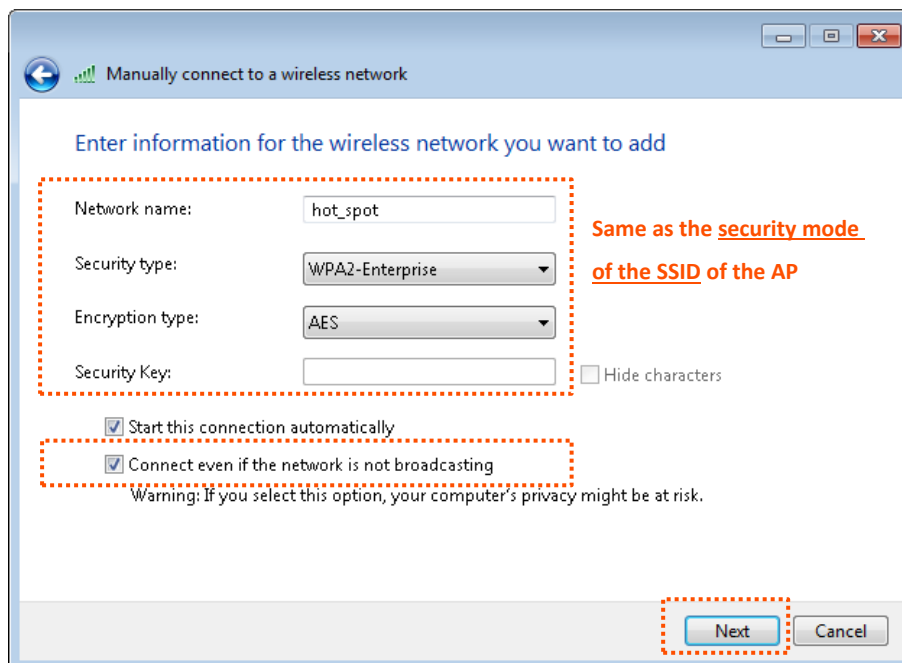 Manually connect to a wireless network
Enter information for the wireless network you want to add
Network name: hot_spot
Same as the security mode
Security type: WPA2-Enterprise
of the SSID of the AP
Encryption type: AES
Security Key:
Hide characters
Start this connection automatically
Connect even if the network is not broadcasting
Warning: If you select this option, your computer's privacy might be at risk.
Next
Cancel